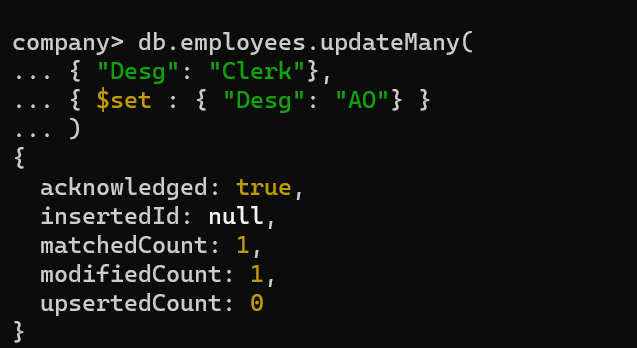 company> db.employees.updateMany(
... { "Desg": "Clerk"},
... { $set : { "Desg": "AO"} }
... )
{
  acknowledged: true,
  insertedId: null,
  matchedCount: 1,
  modifiedCount: 1,
  upsertedCount: 0
}